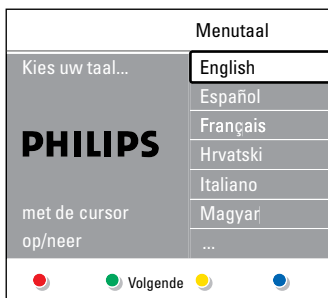 Menutaal
Kies uw taal...
English
Español
Français
PHILIPS
Hrvatski
Italiano
met de cursor
Magyar
op/neer
...
Volgende